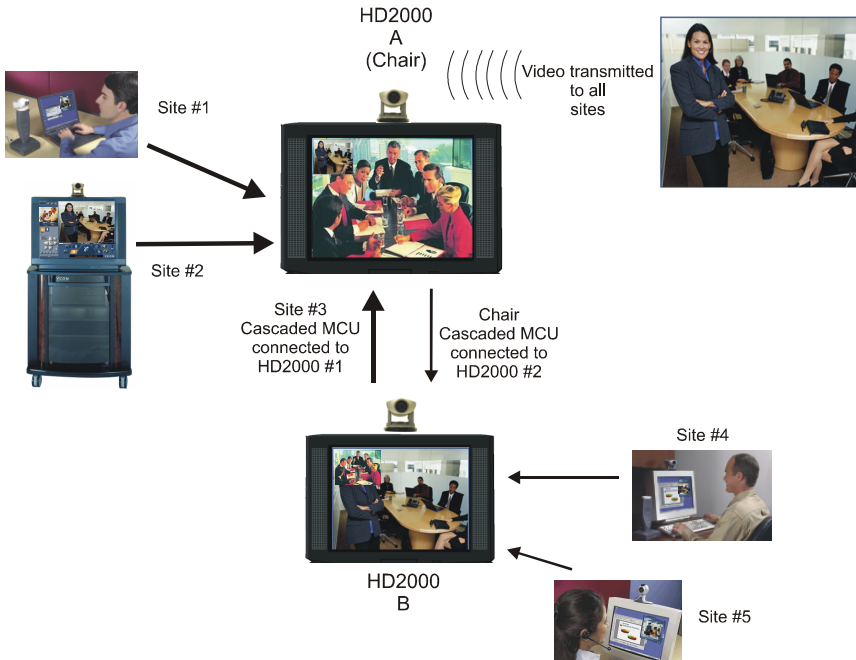 HD2000
A
(Chair)
Video transmitted
to all
sites
Site #1
Site #2
Site #3
Cascaded MCU
connected to
HD2000 #1
Chair
Cascaded MCU
connected to
HD2000 #2
Site #4
HD2000
B
Site #5